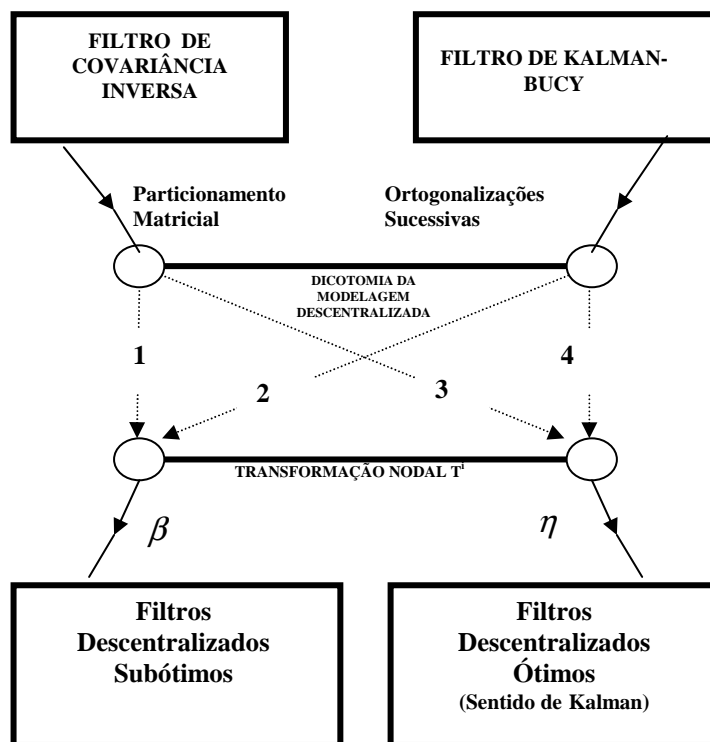 FILTRO DE
COVARIÂNCIA
INVERSA
FILTRO DE KALMAN-
BUCY
Particionamento
Matricial
Ortogonalizações
Sucessivas
DICOTOMIA DA
MODELAGEM
DESCENTRALIZADA
1
2
3
4
TRANSFORMAÇÃO NODAL Tⁱ
β
η
Filtros
Descentralizados
Subótimos
Filtros
Descentralizados
Ótimos
(Sentido de Kalman)